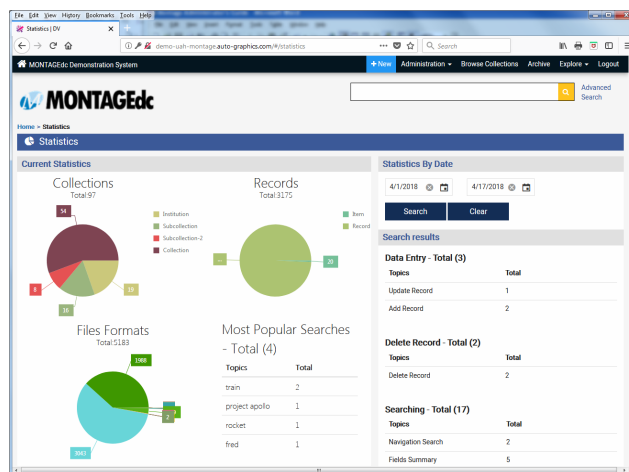 File Edit View History Bookmarks Tools Help
Statistics | DV
demo-uah-montage.auto-graphics.com/#/statistics
Search
MONTAGEdc Demonstration System
+ New Administration Browse Collections Archive Explore Logout
MONTAGEdc
Advanced
Search
Home > Statistics
Statistics
Current Statistics
Collections
Total:97
54
8
16
19
Institution
Subcollection
Subcollection-2
Collection
Records
Total:3175
20
Item
Record
Files Formats
Total:5183
1988
2
3043
Most Popular Searches
- Total (4)
Topics Total
train 2
project apollo 1
rocket 1
fred 1
Statistics By Date
4/1/2018 4/17/2018
Search Clear
Search results
Data Entry - Total (3)
Topics Total
Update Record 1
Add Record 2
Delete Record - Total (2)
Topics Total
Delete Record 2
Searching - Total (17)
Topics Total
Navigation Search 2
Fields Summary 5